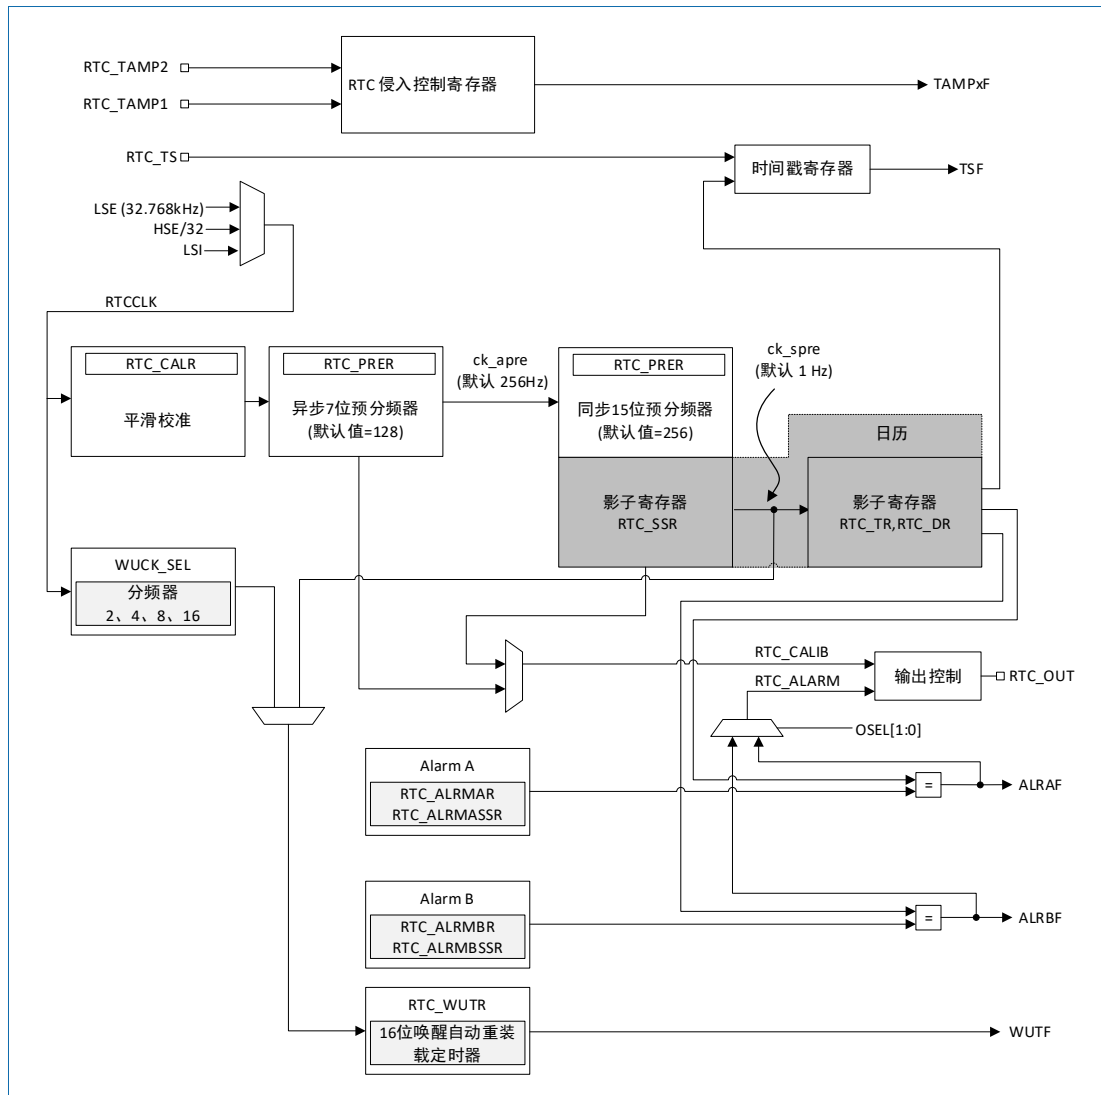 RTC_TAMP2
RTC_TAMP1
RTC 侵入控制寄存器
TAMPxF
RTC_TS
时间戳寄存器
TSF
LSE (32.768kHz)
HSE/32
LSI
RTCCLK
RTC_CALR
平滑校准
RTC_PRER
异步7位预分频器
(默认值=128)
ck_apre
(默认 256Hz)
RTC_PRER
同步15位预分频器
(默认值=256)
ck_spre
(默认 1 Hz)
日历
影子寄存器
RTC_SSR
影子寄存器
RTC_TR,RTC_DR
WUCK_SEL
分频器
2、4、8、16
RTC_CALIB
RTC_ALARM
输出控制
RTC_OUT
OSEL[1:0]
Alarm A
RTC_ALRMAR
RTC_ALRMASSR
=
ALRAF
Alarm B
RTC_ALRMBR
RTC_ALRMBSSR
=
ALRBF
RTC_WUTR
16位唤醒自动重装
载定时器
WUTF